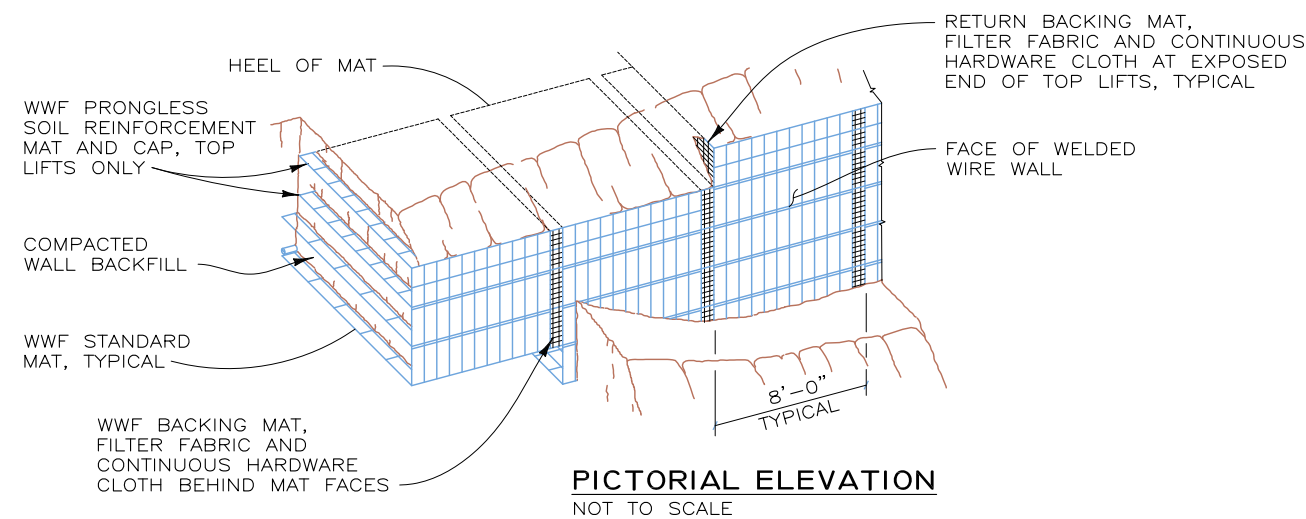 RETURN BACKING MAT,
FILTER FABRIC AND CONTINUOUS
HARDWARE CLOTH AT EXPOSED
END OF TOP LIFTS, TYPICAL
HEEL OF MAT
WWF PRONGLESS
SOIL REINFORCEMENT
MAT AND CAP, TOP
LIFTS ONLY
FACE OF WELDED
WIRE WALL
COMPACTED
WALL BACKFILL
WWF STANDARD
MAT, TYPICAL
8'-0"
TYPICAL
WWF BACKING MAT,
FILTER FABRIC AND
CONTINUOUS HARDWARE
CLOTH BEHIND MAT FACES
PICTORIAL ELEVATION
NOT TO SCALE